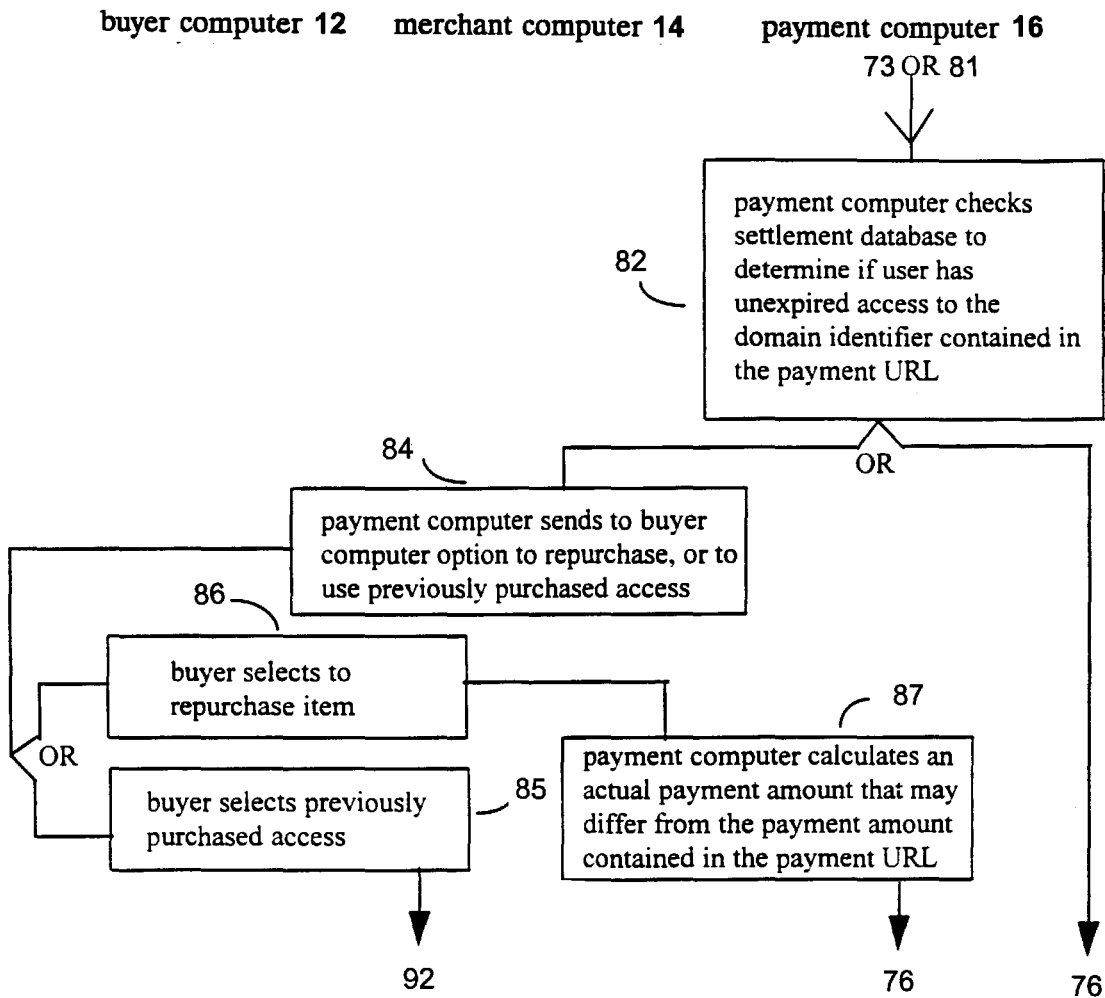 buyer computer 12 merchant computer 14 payment computer 16
73 OR 81
payment computer checks
settlement database to
determine if user has
unexpired access to the
domain identifier contained in
the payment URL
82
OR
84
payment computer sends to buyer
computer option to repurchase, or to
use previously purchased access
86
buyer selects to
repurchase item
OR
87
payment computer calculates an
actual payment amount that may
differ from the payment amount
contained in the payment URL
buyer selects previously
purchased access
85
92
76
76